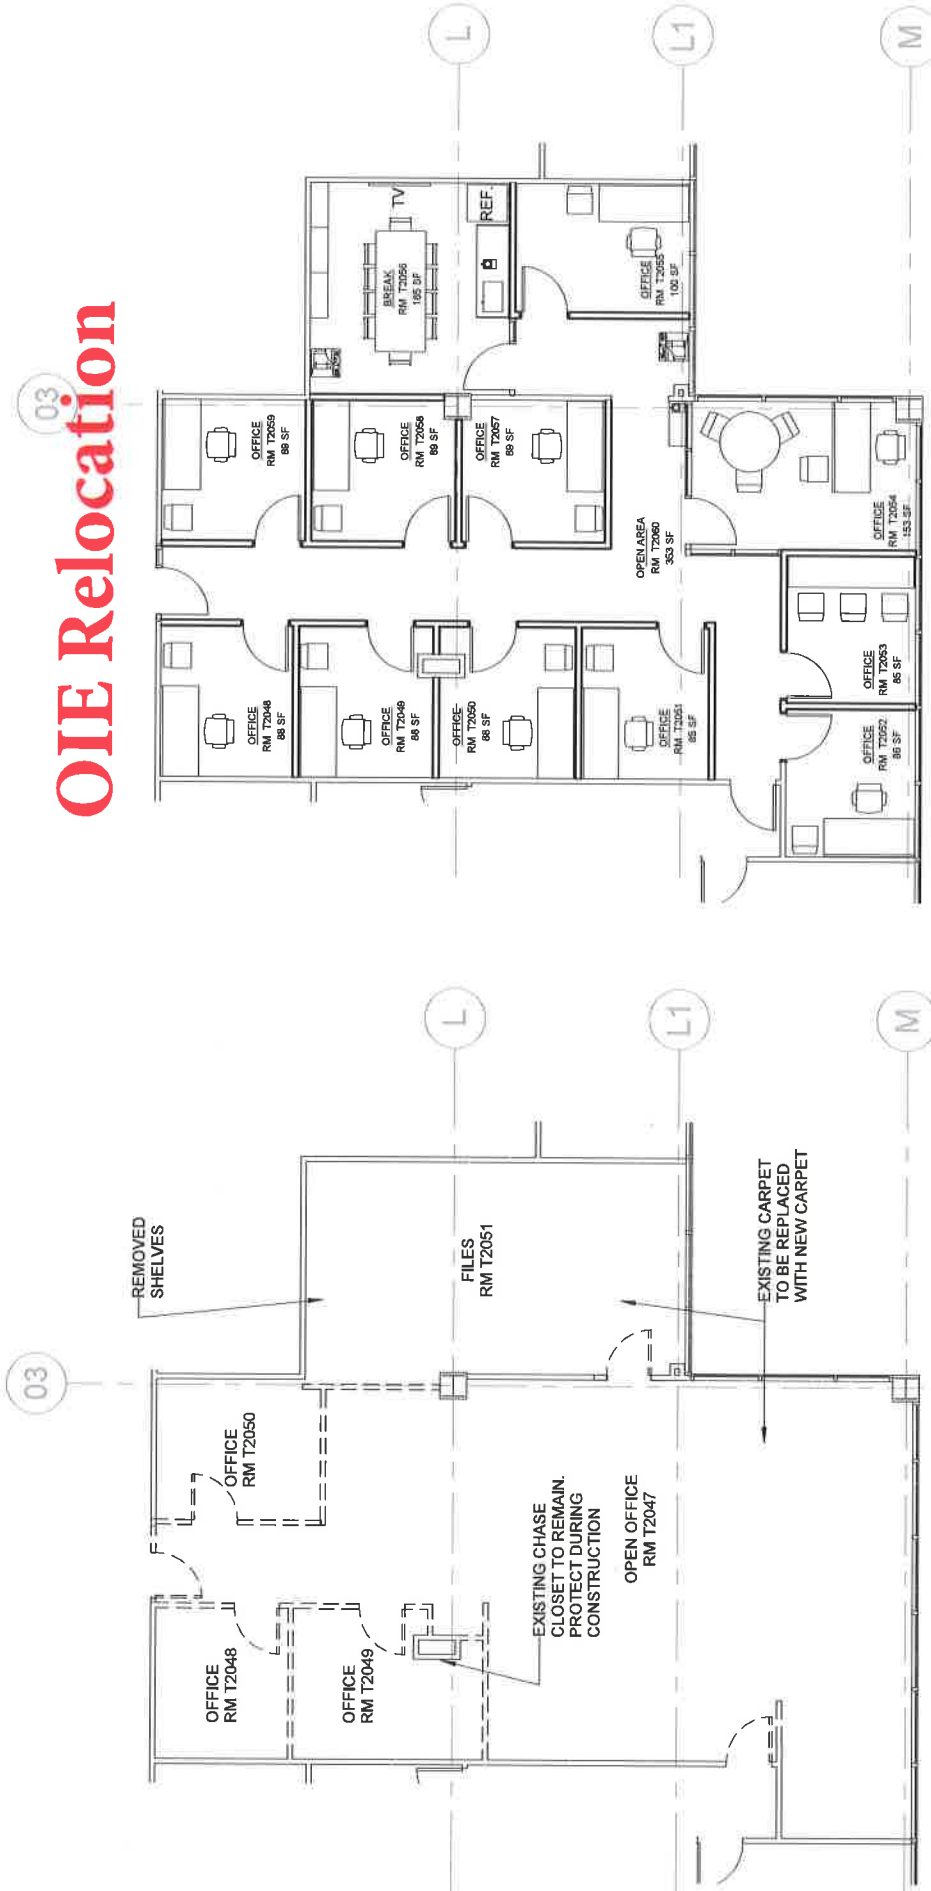 OIE Relocation
03
L
L1
M
OFFICE
RM T2059
89 SF
OFFICE
RM T2058
89 SF
OFFICE
RM T2057
89 SF
BREAK
RM T2056
185 SF
TV
REF.
OFFICE
RM T2055
100 SF
OPEN AREA
RM T2060
353 SF
OFFICE
RM T2054
153 SF
OFFICE
RM T2048
88 SF
OFFICE
RM T2049
88 SF
OFFICE
RM T2050
88 SF
OFFICE
RM T2051
85 SF
OFFICE
RM T2053
85 SF
OFFICE
RM T2052
86 SF
03
L
L1
M
REMOVED
SHELVES
FILES
RM T2051
EXISTING CARPET
TO BE REPLACED
WITH NEW CARPET
OFFICE
RM T2050
OFFICE
RM T2048
OFFICE
RM T2049
EXISTING CHASE
CLOSET TO REMAIN.
PROTECT DURING
CONSTRUCTION
OPEN OFFICE
RM T2047